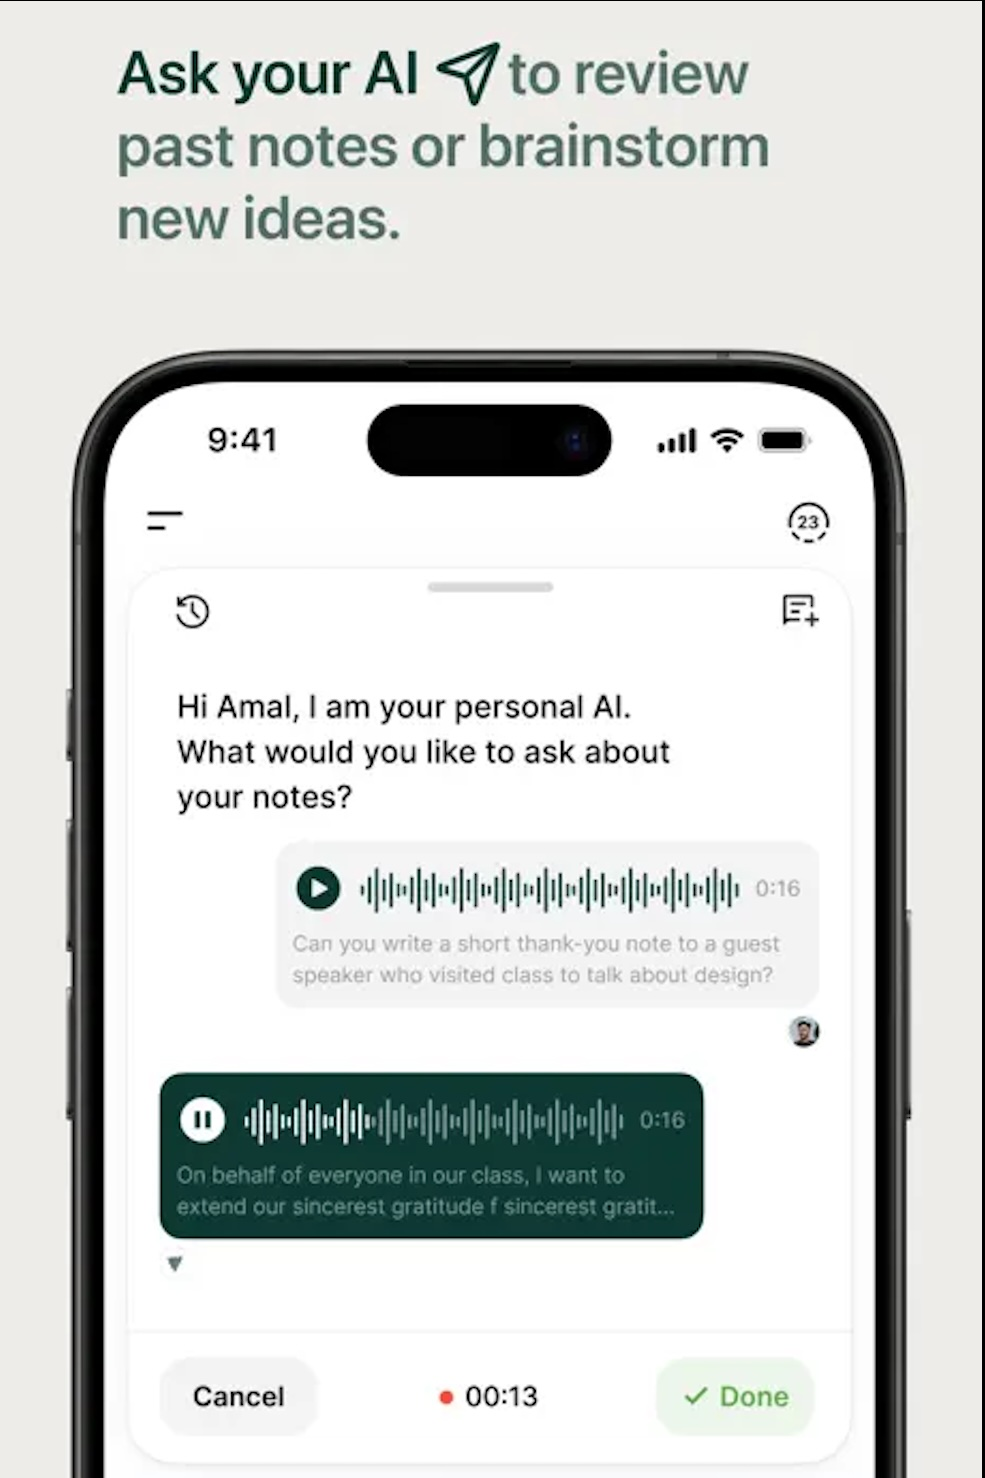 Ask your AI to review
past notes or brainstorm
new ideas.
9:41
23
Hi Amal, I am your personal AI.
What would you like to ask about
your notes?
0:16
Can you write a short thank-you note to a guest
speaker who visited class to talk about design?
0:16
On behalf of everyone in our class, I want to
extend our sincerest gratitude f sincerest gratit...
Cancel
00:13
Done